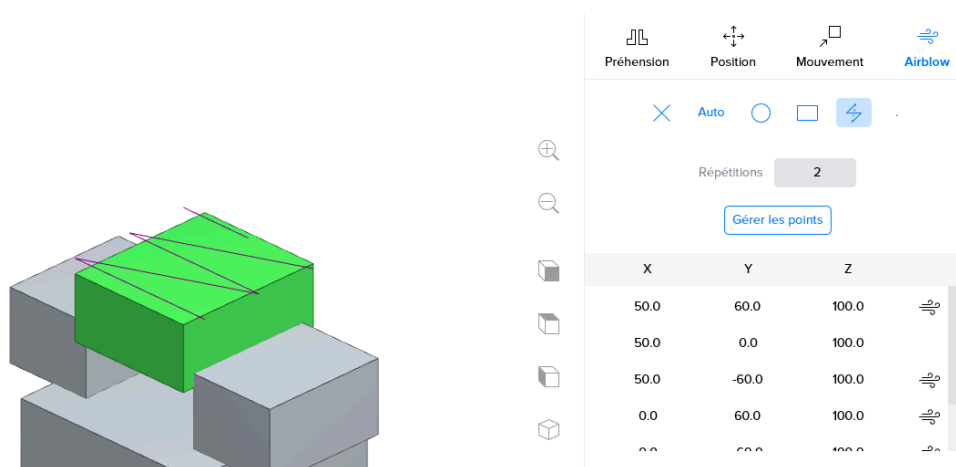 Préhension Position Mouvement Airblow
Auto
Répétitions 2
Gérer les points
X Y Z
50.0 60.0 100.0
50.0 0.0 100.0
50.0 -60.0 100.0
0.0 60.0 100.0